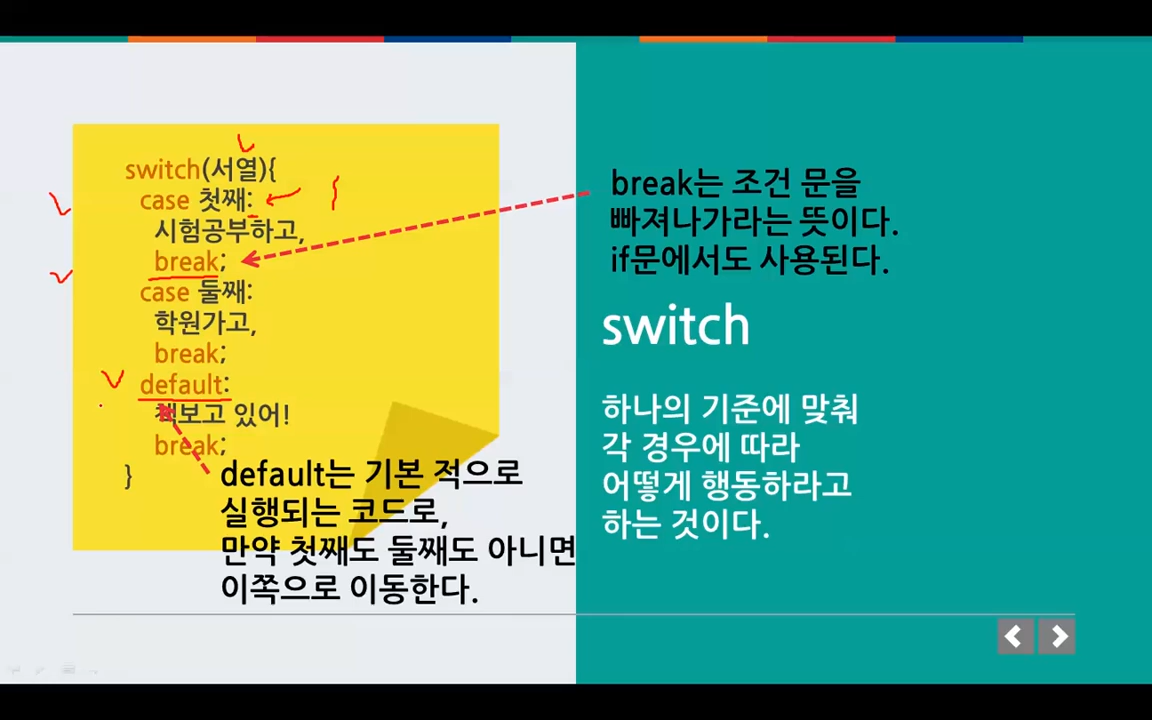 switch(서열){
case 첫째:
시험공부하고,
break;
case 둘째:
학원가고,
break;
default:
책보고 있어!
break;
}
default는 기본 적으로
실행되는 코드로,
만약 첫째도 둘째도 아니면
이쪽으로 이동한다.
break는 조건 문을
빠져나가라는 뜻이다.
if문에서도 사용된다.
switch
하나의 기준에 맞춰
각 경우에 따라
어떻게 행동하라고
하는 것이다.